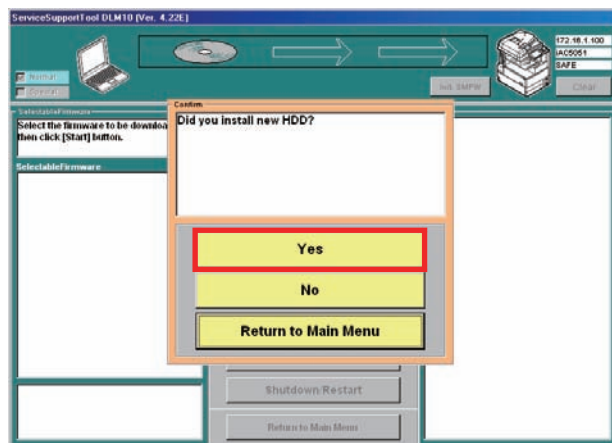 ServiceSupportTool DLM10 (Ver. 4.22E)
172.16.1.100
iAC5051
SAFE
Normal
Special
Init. SMPW
Clear
SelectableFirmware
Select the firmware to be downloa
then click [Start] button.
SelectableFirmware
Confirm
Did you install new HDD?
Yes
No
Return to Main Menu
Shutdown/Restart
Return to Main Menu